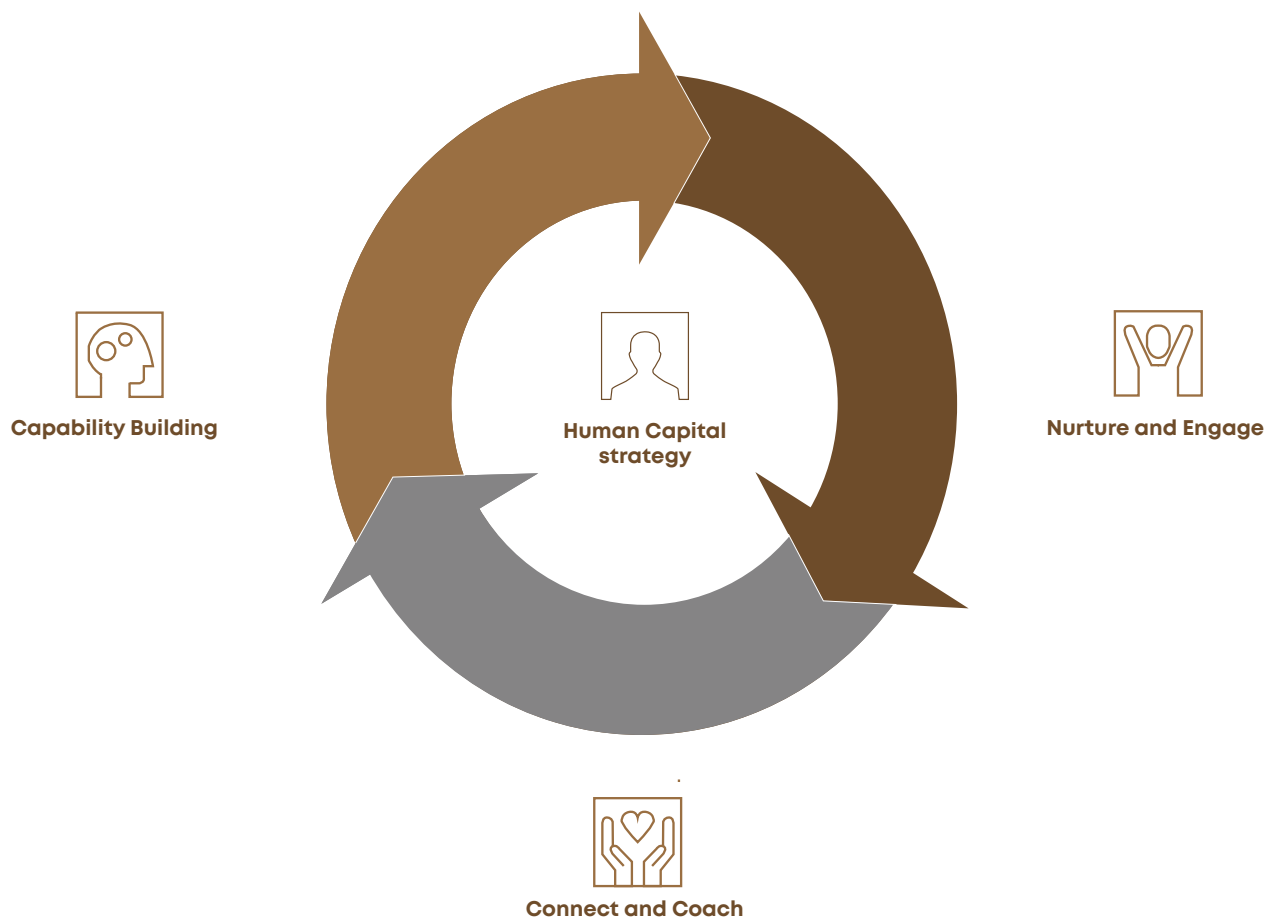 Capability Building
Human Capital
strategy
Nurture and Engage
Connect and Coach